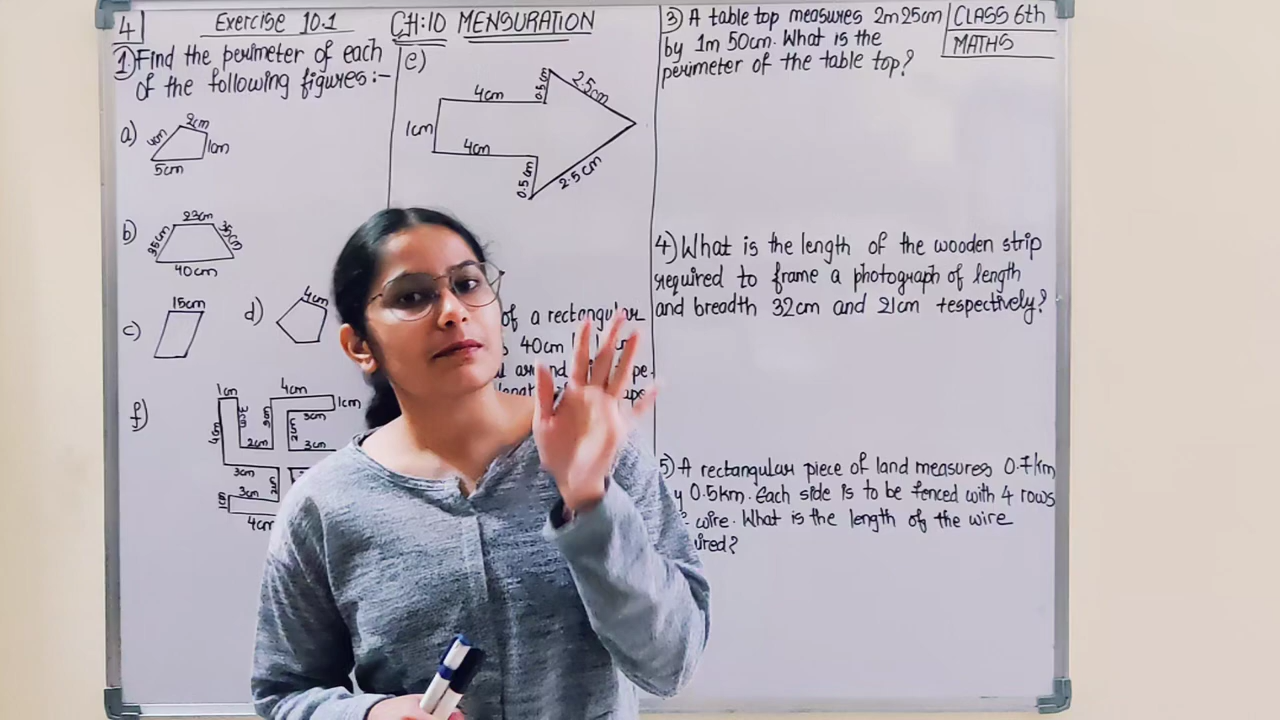 4
Exercise 10.1
CH:10 MENSURATION
CLASS 6th
MATHS
1) Find the perimeter of each
of the following figures:-
a)
4cm
2cm
1cm
5cm
b)
23cm
35cm
35cm
40cm
c)
15cm
d)
4cm
e)
4cm
0.5cm
2.5cm
1cm
4cm
0.5cm
2.5cm
f)
1cm
4cm
1cm
3cm
3cm
4cm
2cm
3cm
3cm
3cm
4cm
of a rectangular
40cm
3) A table top measures 2m 25cm
by 1m 50cm. What is the
perimeter of the table top?
4) What is the length of the wooden strip
required to frame a photograph of length
and breadth 32cm and 21cm respectively?
5) A rectangular piece of land measures 0.7km
y 0.5km. Each side is to be fenced with 4 rows
wire. What is the length of the wire
uired?